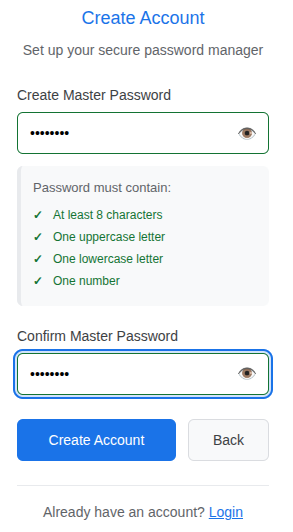 Create Account
Set up your secure password manager
Create Master Password
••••••••
Password must contain:
✓ At least 8 characters
✓ One uppercase letter
✓ One lowercase letter
✓ One number
Confirm Master Password
••••••••
Create Account Back
Already have an account? Login